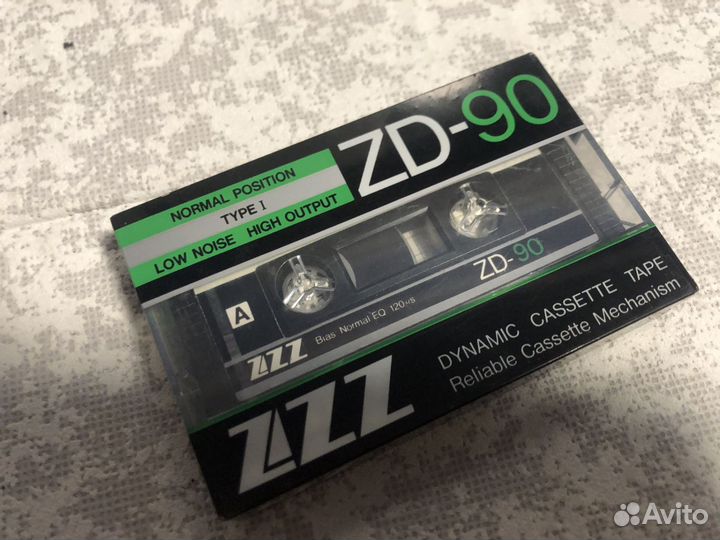 ZD-90
NORMAL POSITION
TYPE I
LOW NOISE HIGH OUTPUT
ZD-90
A
Bias Normal EQ 120μs
ZZZ
DYNAMIC CASSETTE TAPE
Reliable Cassette Mechanism
ZZZ
Avito